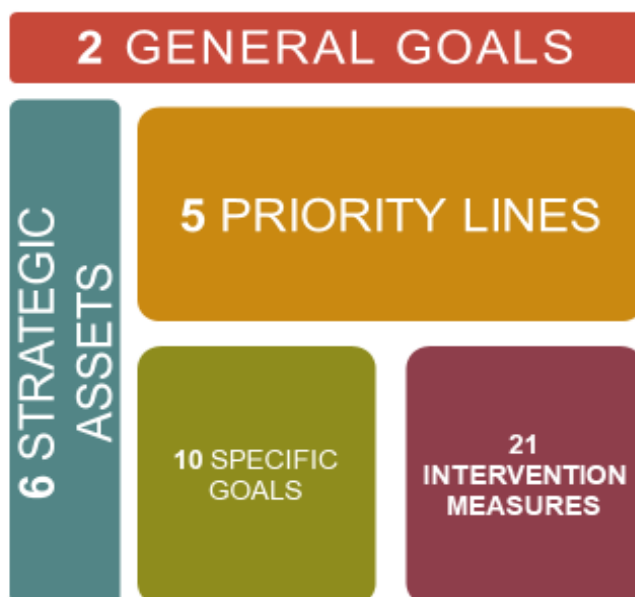 2 GENERAL GOALS
6 STRATEGIC
ASSETS
5 PRIORITY LINES
10 SPECIFIC
GOALS
21
INTERVENTION
MEASURES